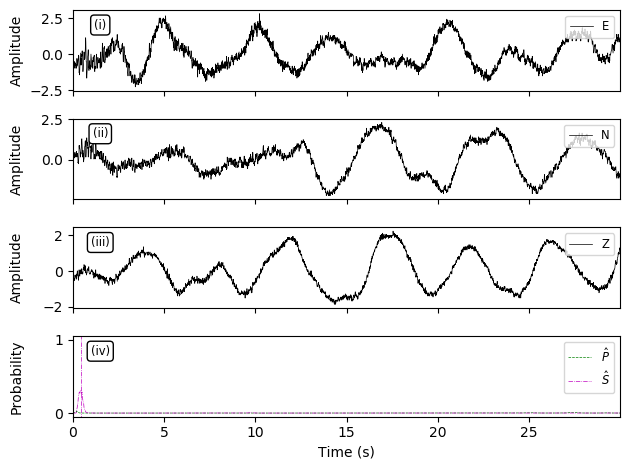 2.5
0.0
−2.5
Amplitude
(i)
E
2.5
0.0
Amplitude
(ii)
N
2
0
−2
Amplitude
(iii)
Z
1
0
Probability
(iv)
P̂
Ŝ
0
5
10
15
20
25
Time (s)